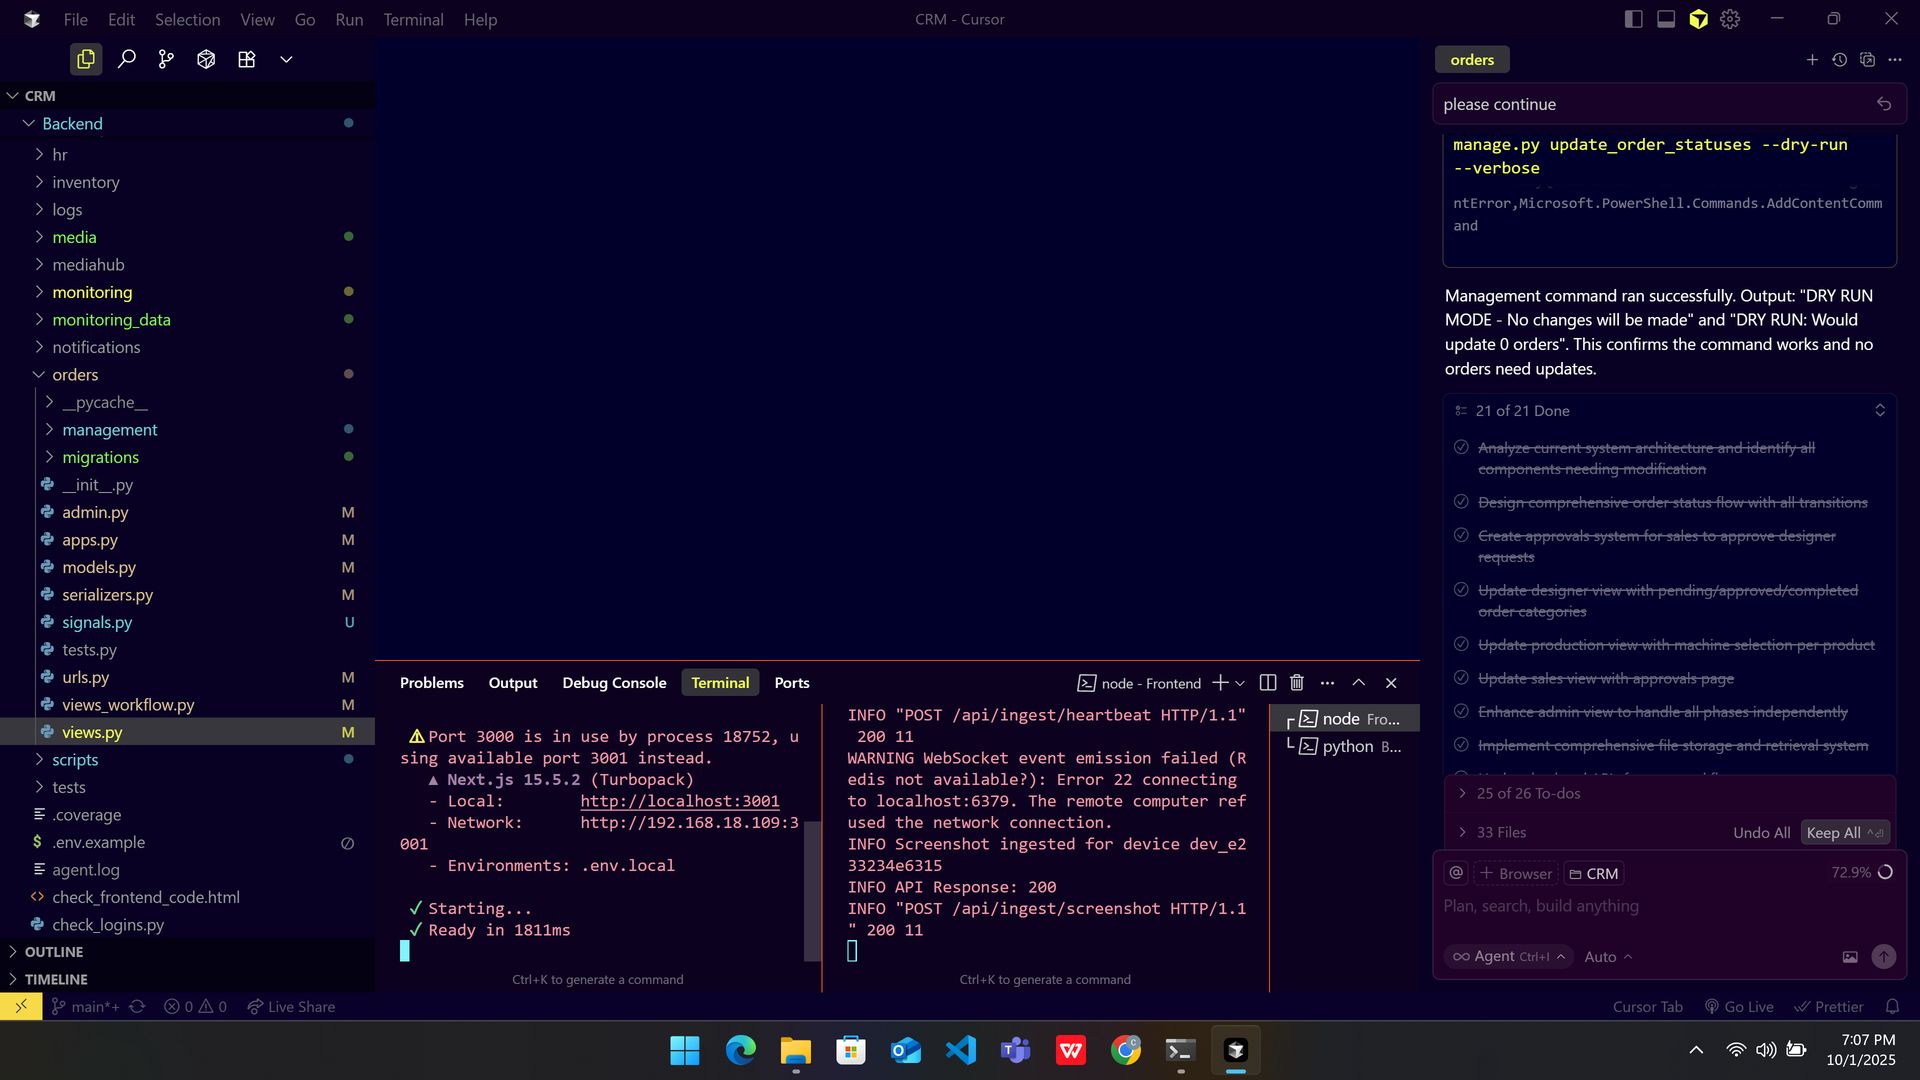 File Edit Selection View Go Run Terminal Help
CRM - Cursor
CRM
Backend
hr
inventory
logs
media
mediahub
monitoring
monitoring_data
notifications
orders
__pycache__
management
migrations
__init__.py
admin.py M
apps.py M
models.py M
serializers.py M
signals.py U
tests.py
urls.py M
views_workflow.py M
views.py M
scripts
tests
.coverage
.env.example
agent.log
check_frontend_code.html
check_logins.py
OUTLINE
TIMELINE
Problems Output Debug Console Terminal Ports
node - Frontend
Port 3000 is in use by process 18752, u
sing available port 3001 instead.
▲ Next.js 15.5.2 (Turbopack)
- Local: http://localhost:3001
- Network: http://192.168.18.109:3
001
- Environments: .env.local
✓ Starting...
✓ Ready in 1811ms
Ctrl+K to generate a command
INFO "POST /api/ingest/heartbeat HTTP/1.1"
200 11
WARNING WebSocket event emission failed (R
edis not available?): Error 22 connecting
to localhost:6379. The remote computer ref
used the network connection.
INFO Screenshot ingested for device dev_e2
33234e6315
INFO API Response: 200
INFO "POST /api/ingest/screenshot HTTP/1.1
" 200 11
Ctrl+K to generate a command
node Fro...
python B...
orders
please continue
manage.py update_order_statuses --dry-run
--verbose
ntError,Microsoft.PowerShell.Commands.AddContentComm
and
Management command ran successfully. Output: "DRY RUN
MODE - No changes will be made" and "DRY RUN: Would
update 0 orders". This confirms the command works and no
orders need updates.
21 of 21 Done
Analyze current system architecture and identify all
components needing modification
Design comprehensive order status flow with all transitions
Create approvals system for sales to approve designer
requests
Update designer view with pending/approved/completed
order categories
Update production view with machine selection per product
Update sales view with approvals page
Enhance admin view to handle all phases independently
Implement comprehensive file storage and retrieval system
25 of 26 To-dos
33 Files Undo All Keep All
@ Browser CRM 72.9%
Plan, search, build anything
Agent Ctrl+I Auto
main*+ 0 0 Live Share
Cursor Tab Go Live Prettier
7:07 PM
10/1/2025